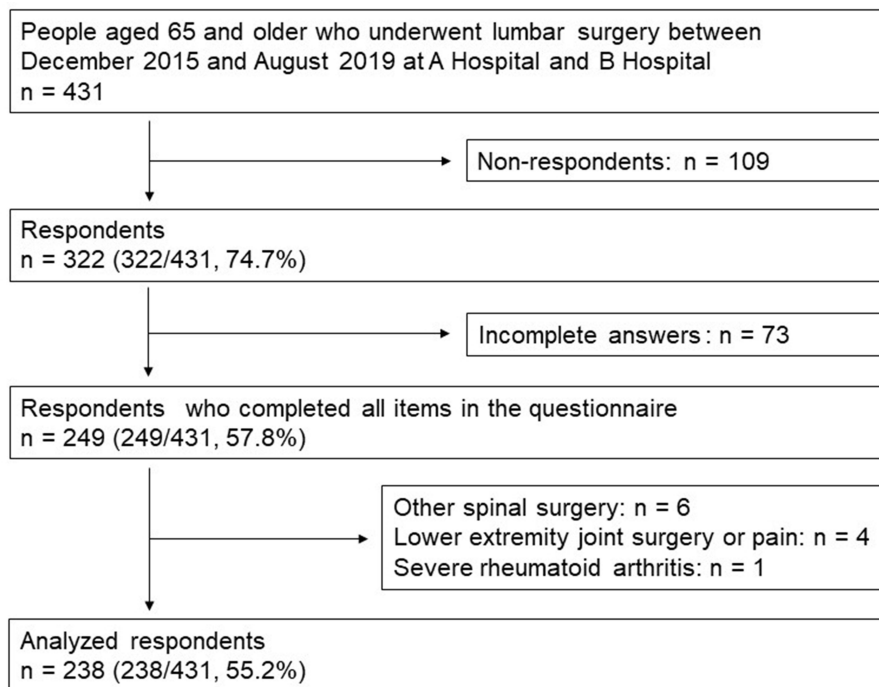 People aged 65 and older who underwent lumbar surgery between
December 2015 and August 2019 at A Hospital and B Hospital
n = 431
Non-respondents: n = 109
Respondents
n = 322 (322/431, 74.7%)
Incomplete answers: n = 73
Respondents who completed all items in the questionnaire
n = 249 (249/431, 57.8%)
Other spinal surgery: n = 6
Lower extremity joint surgery or pain: n = 4
Severe rheumatoid arthritis: n = 1
Analyzed respondents
n = 238 (238/431, 55.2%)